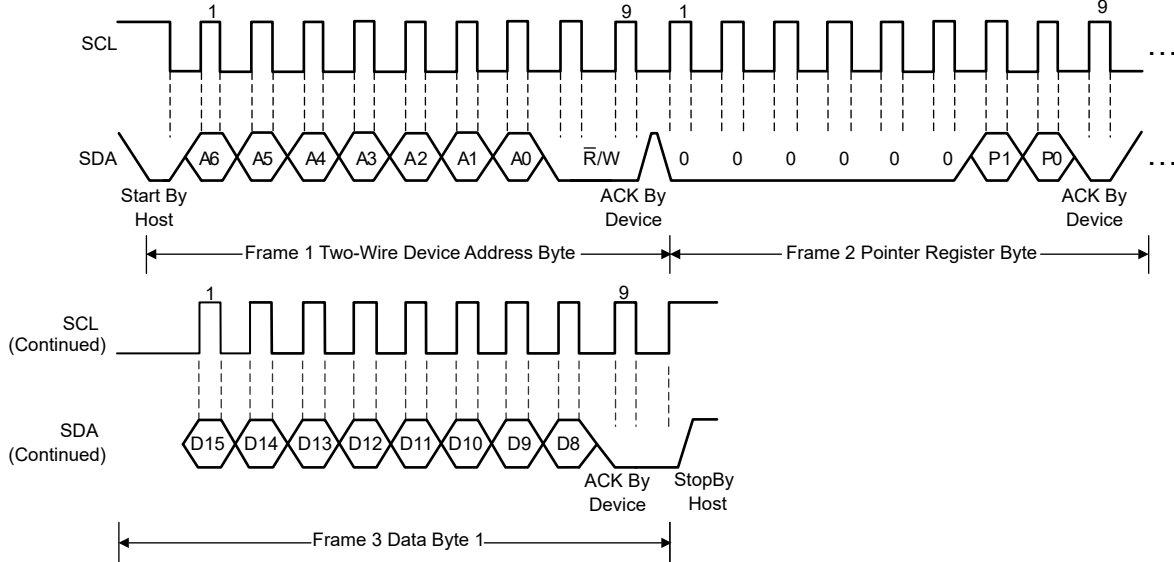 1 9 1 9
SCL
...
SDA A6 A5 A4 A3 A2 A1 A0 R̅/W 0 0 0 0 0 0 P1 P0 ...
Start By Host
ACK By Device
ACK By Device
Frame 1 Two-Wire Device Address Byte
Frame 2 Pointer Register Byte
1 9
SCL
(Continued)
SDA
(Continued)
D15 D14 D13 D12 D11 D10 D9 D8
ACK By Device
StopBy Host
Frame 3 Data Byte 1